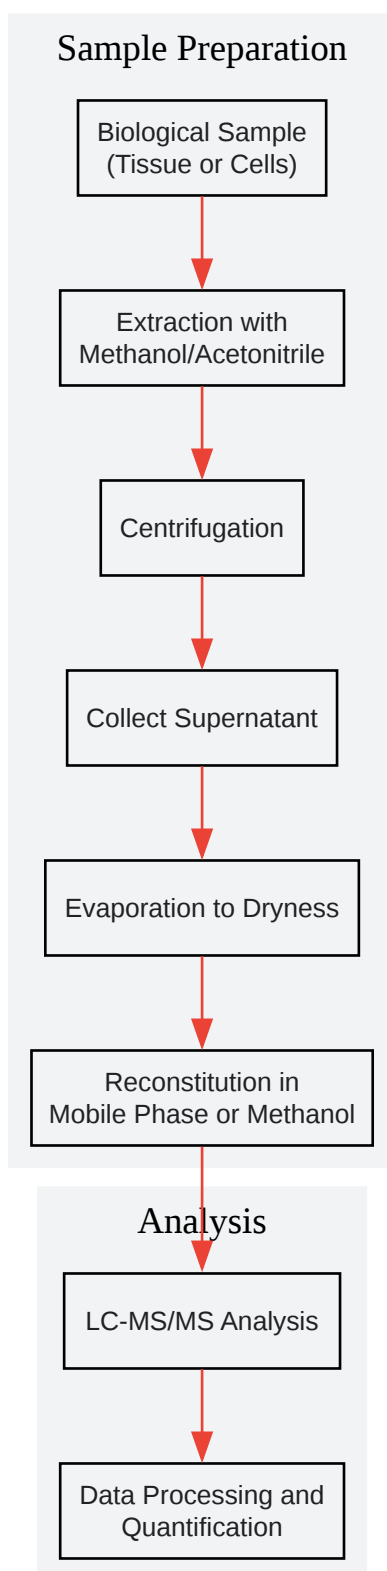 Sample Preparation
Biological Sample
(Tissue or Cells)
Extraction with
Methanol/Acetonitrile
Centrifugation
Collect Supernatant
Evaporation to Dryness
Reconstitution in
Mobile Phase or Methanol
Analysis
LC-MS/MS Analysis
Data Processing and
Quantification